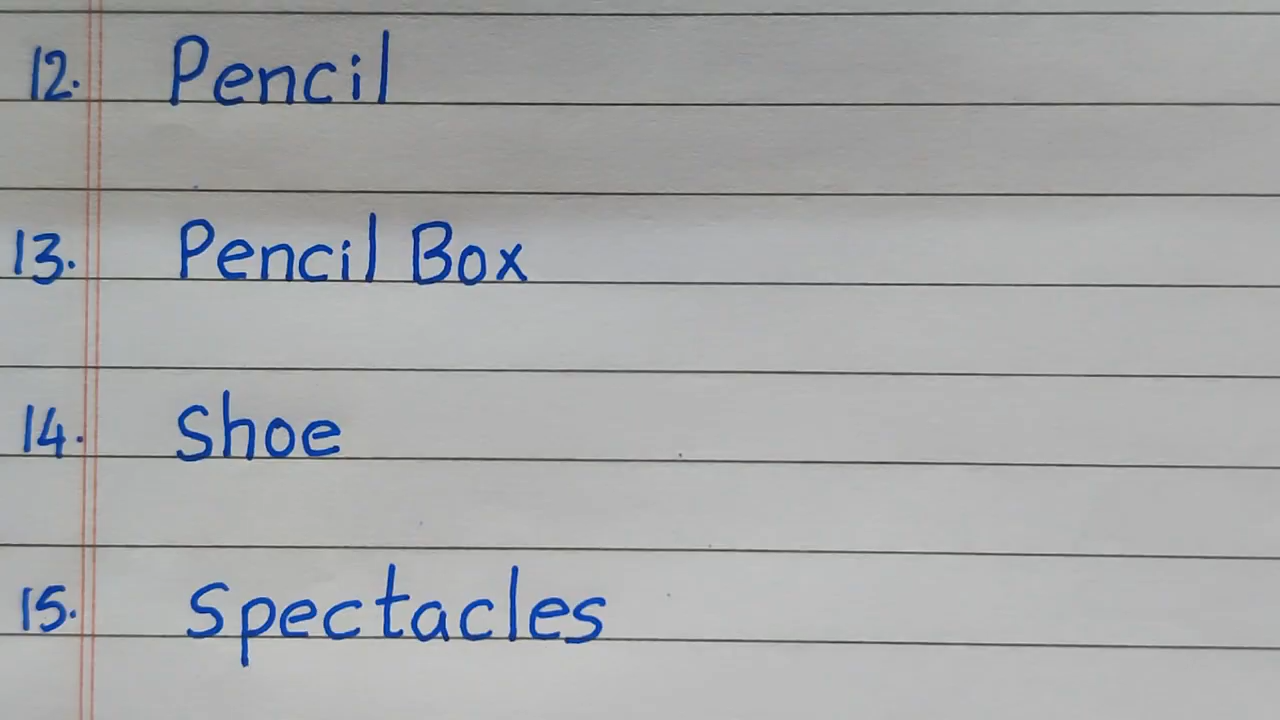 12. Pencil
13. Pencil Box
14. Shoe
15. Spectacles